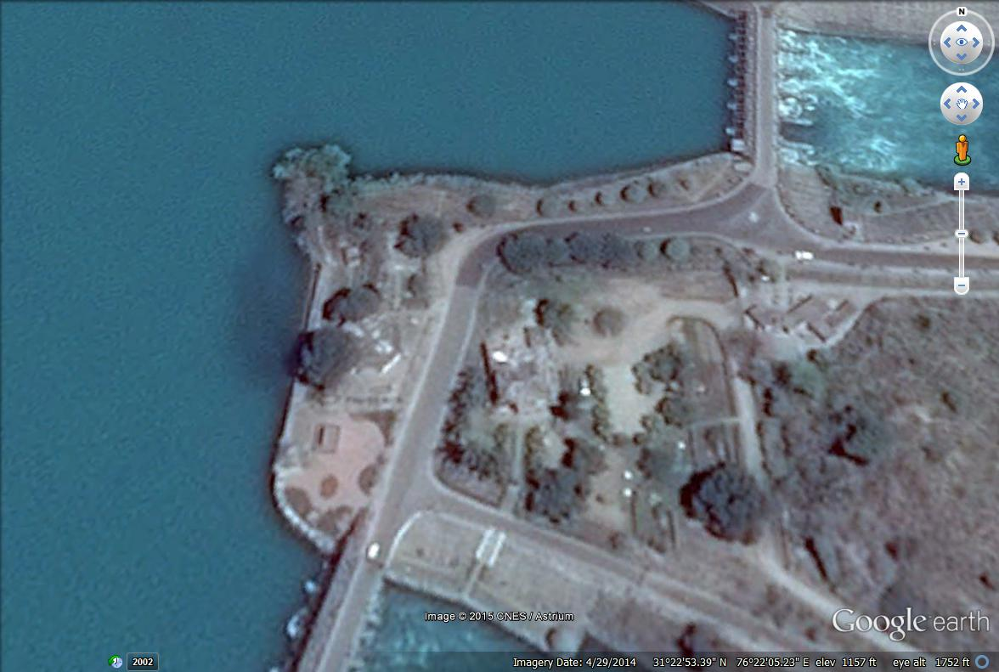 N
Image © 2015 CNES / Astrium
Google earth
2002
Imagery Date: 4/29/2014 31°22'53.39" N 76°22'05.23" E elev 1157 ft eye alt 1752 ft